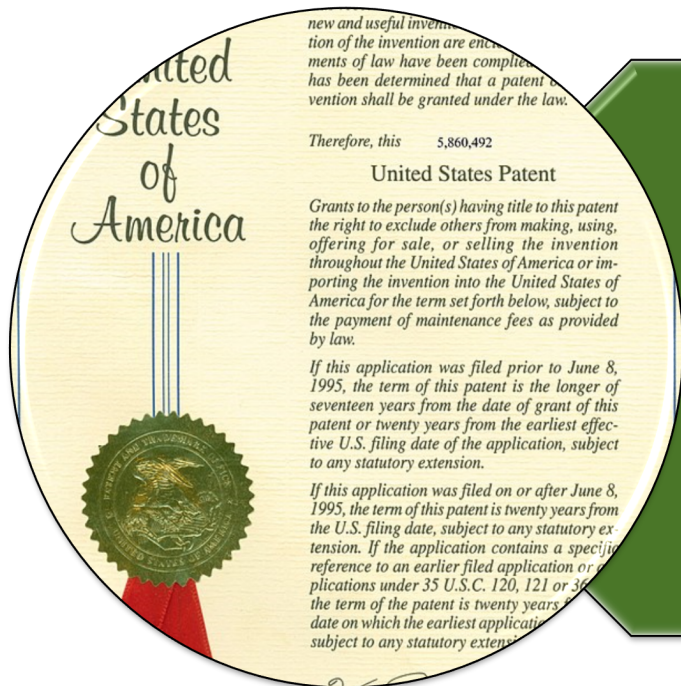 United
States
of
America
new and useful
tion of the invention are
ments of law have been
has been determined that a patent
vention shall be granted under the law.
Therefore, this 5,860,492
United States Patent
Grants to the person(s) having title to this patent
the right to exclude others from making, using,
offering for sale, or selling the invention
throughout the United States of America or im-
porting the invention into the United States of
America for the term set forth below, subject to
the payment of maintenance fees as provided
by law.
If this application was filed prior to June 8,
1995, the term of this patent is the longer of
seventeen years from the date of grant of this
patent or twenty years from the earliest effec-
tive U.S. filing date of the application, subject
to any statutory extension.
If this application was filed on or after June 8,
1995, the term of this patent is twenty years from
the U.S. filing date, subject to any statutory ex-
tension. If the application contains a specific
reference to an earlier filed application or
plications under 35 U.S.C. 120, 121 or
the term of the patent is twenty years
date on which the earliest
subject to any statutory
PATENT AND TRADEMARK OFFICE
UNITED STATES OF AMERICA